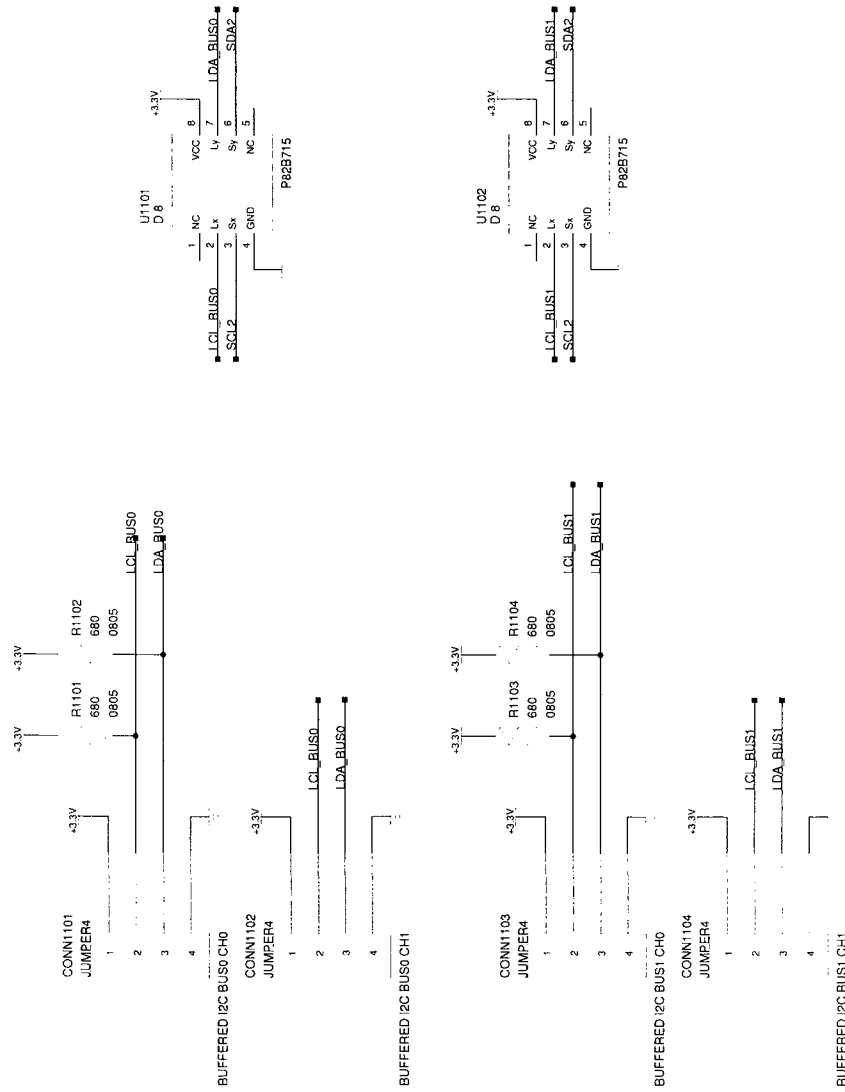 CONN1101
JUMPER4
1
2
3
4
BUFFERED I2C BUS0 CH0
+3.3V
+3.3V
R1101
680
0805
+3.3V
R1102
680
0805
LCL_BUS0
LDA_BUS0
CONN1102
JUMPER4
1
2
3
4
BUFFERED I2C BUS0 CH1
+3.3V
LCL_BUS0
LDA_BUS0
CONN1103
JUMPER4
1
2
3
4
BUFFERED I2C BUS1 CH0
+3.3V
+3.3V
R1103
680
0805
+3.3V
R1104
680
0805
LCL_BUS1
LDA_BUS1
CONN1104
JUMPER4
1
2
3
4
BUFFERED I2C BUS1 CH1
+3.3V
LCL_BUS1
LDA_BUS1
U1101
D 8
LCL_BUS0
SCL2
1 NC
2 Lx
3 Sx
4 GND
VCC 8
Ly 7
Sy 6
NC 5
P82B715
+3.3V
LDA_BUS0
SDA2
U1102
D 8
LCL_BUS1
SCL2
1 NC
2 Lx
3 Sx
4 GND
VCC 8
Ly 7
Sy 6
NC 5
P82B715
+3.3V
LDA_BUS1
SDA2